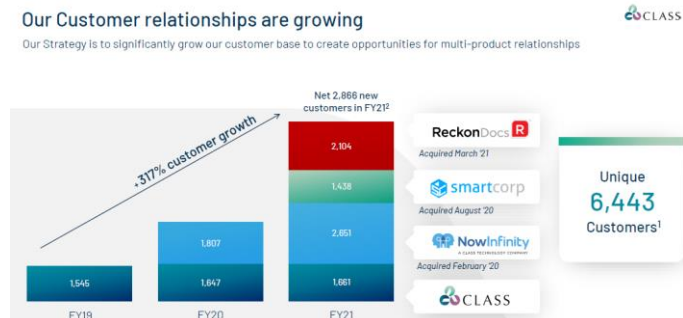 Our Customer relationships are growing
CLASS
Our Strategy is to significantly grow our customer base to create opportunities for multi-product relationships
Net 2,866 new
customers in FY21²
+317% customer growth
2,104
1,438
1,807
2,651
1,545
1,647
1,661
FY19
FY20
FY21
ReckonDocs R
Acquired March '21
smartcorp
Acquired August '20
NowInfinity
A CLASS TECHNOLOGY COMPANY
Acquired February '20
CLASS
Unique
6,443
Customers¹